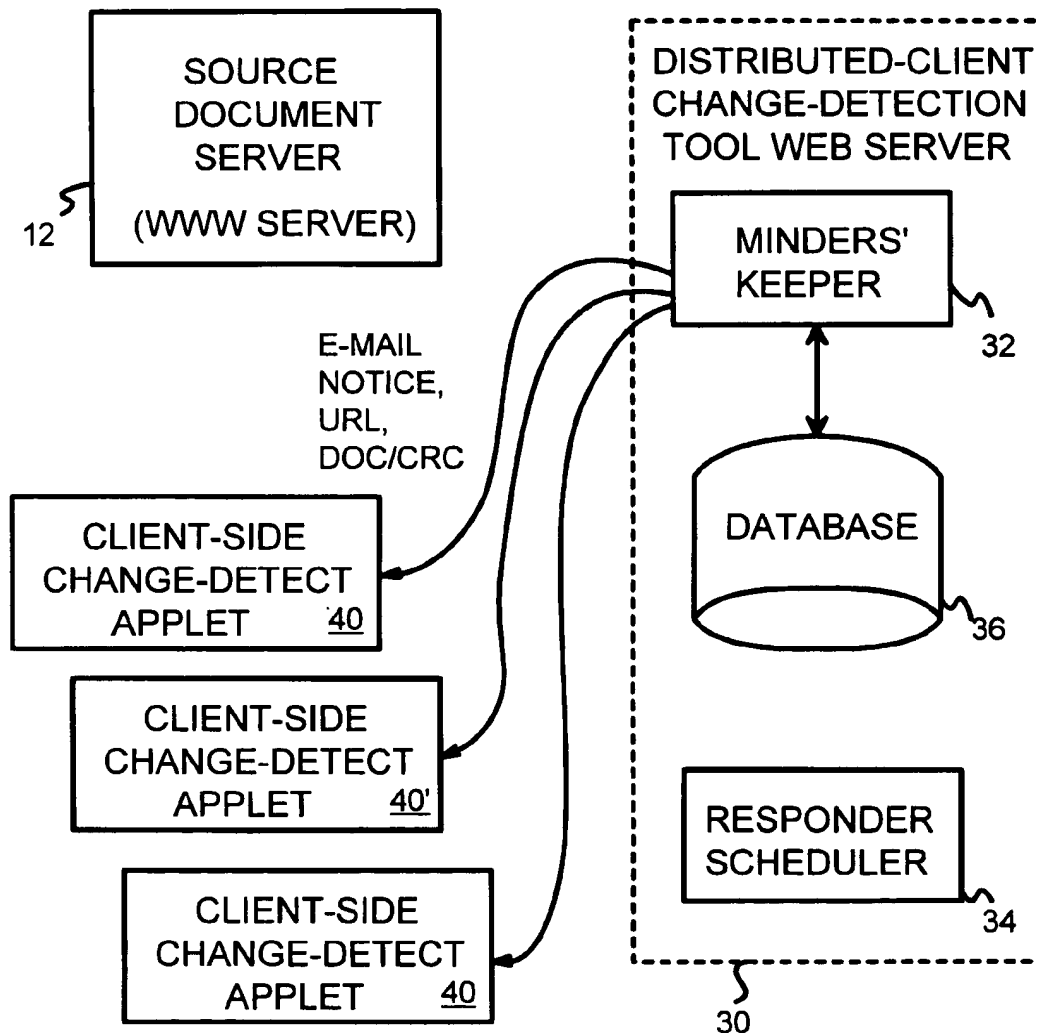 SOURCE
DOCUMENT
SERVER
(WWW SERVER)
12
DISTRIBUTED-CLIENT
CHANGE-DETECTION
TOOL WEB SERVER
MINDERS'
KEEPER
32
E-MAIL
NOTICE,
URL,
DOC/CRC
DATABASE
36
CLIENT-SIDE
CHANGE-DETECT
APPLET 40
CLIENT-SIDE
CHANGE-DETECT
APPLET 40'
RESPONDER
SCHEDULER
34
CLIENT-SIDE
CHANGE-DETECT
APPLET 40
30